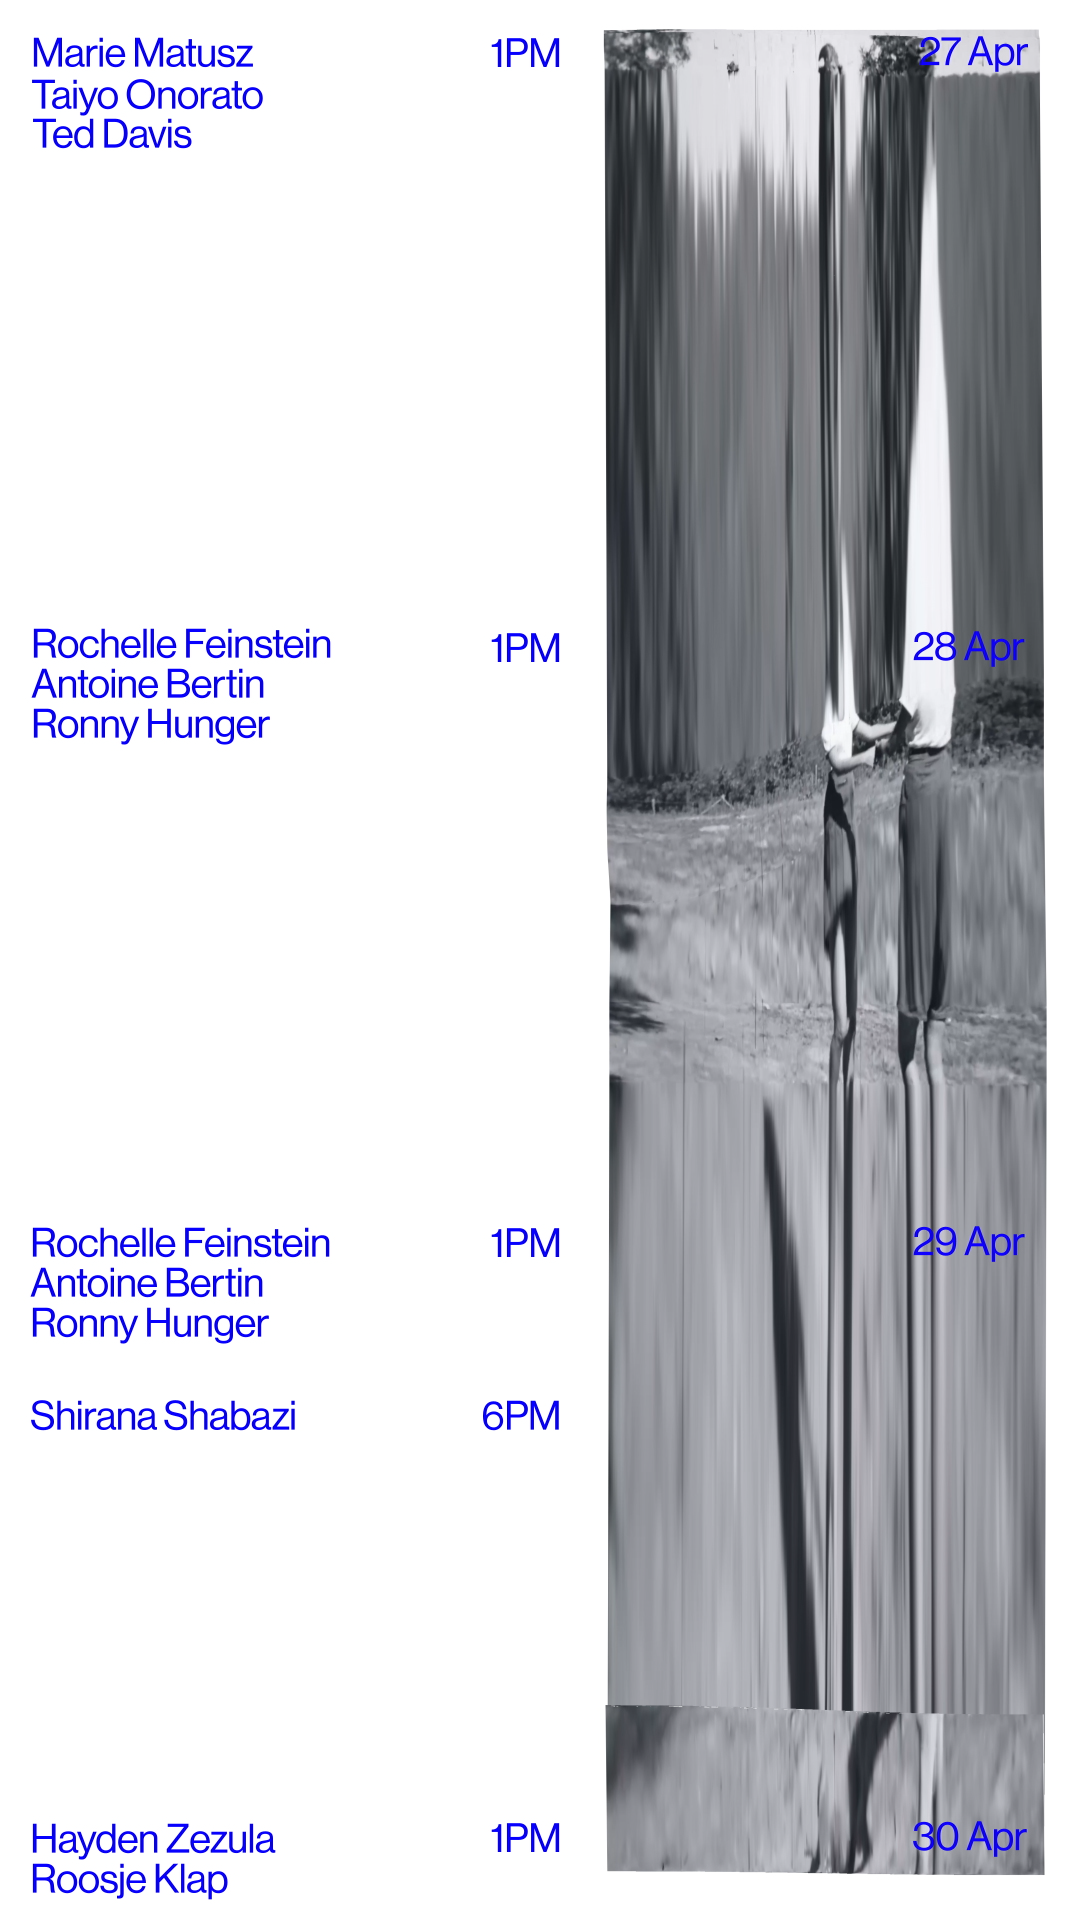 Marie Matusz 1PM 27 Apr
Taiyo Onorato
Ted Davis
Rochelle Feinstein 1PM 28 Apr
Antoine Bertin
Ronny Hunger
Rochelle Feinstein 1PM 29 Apr
Antoine Bertin
Ronny Hunger
Shirana Shabazi 6PM
Hayden Zezula 1PM 30 Apr
Roosje Klap